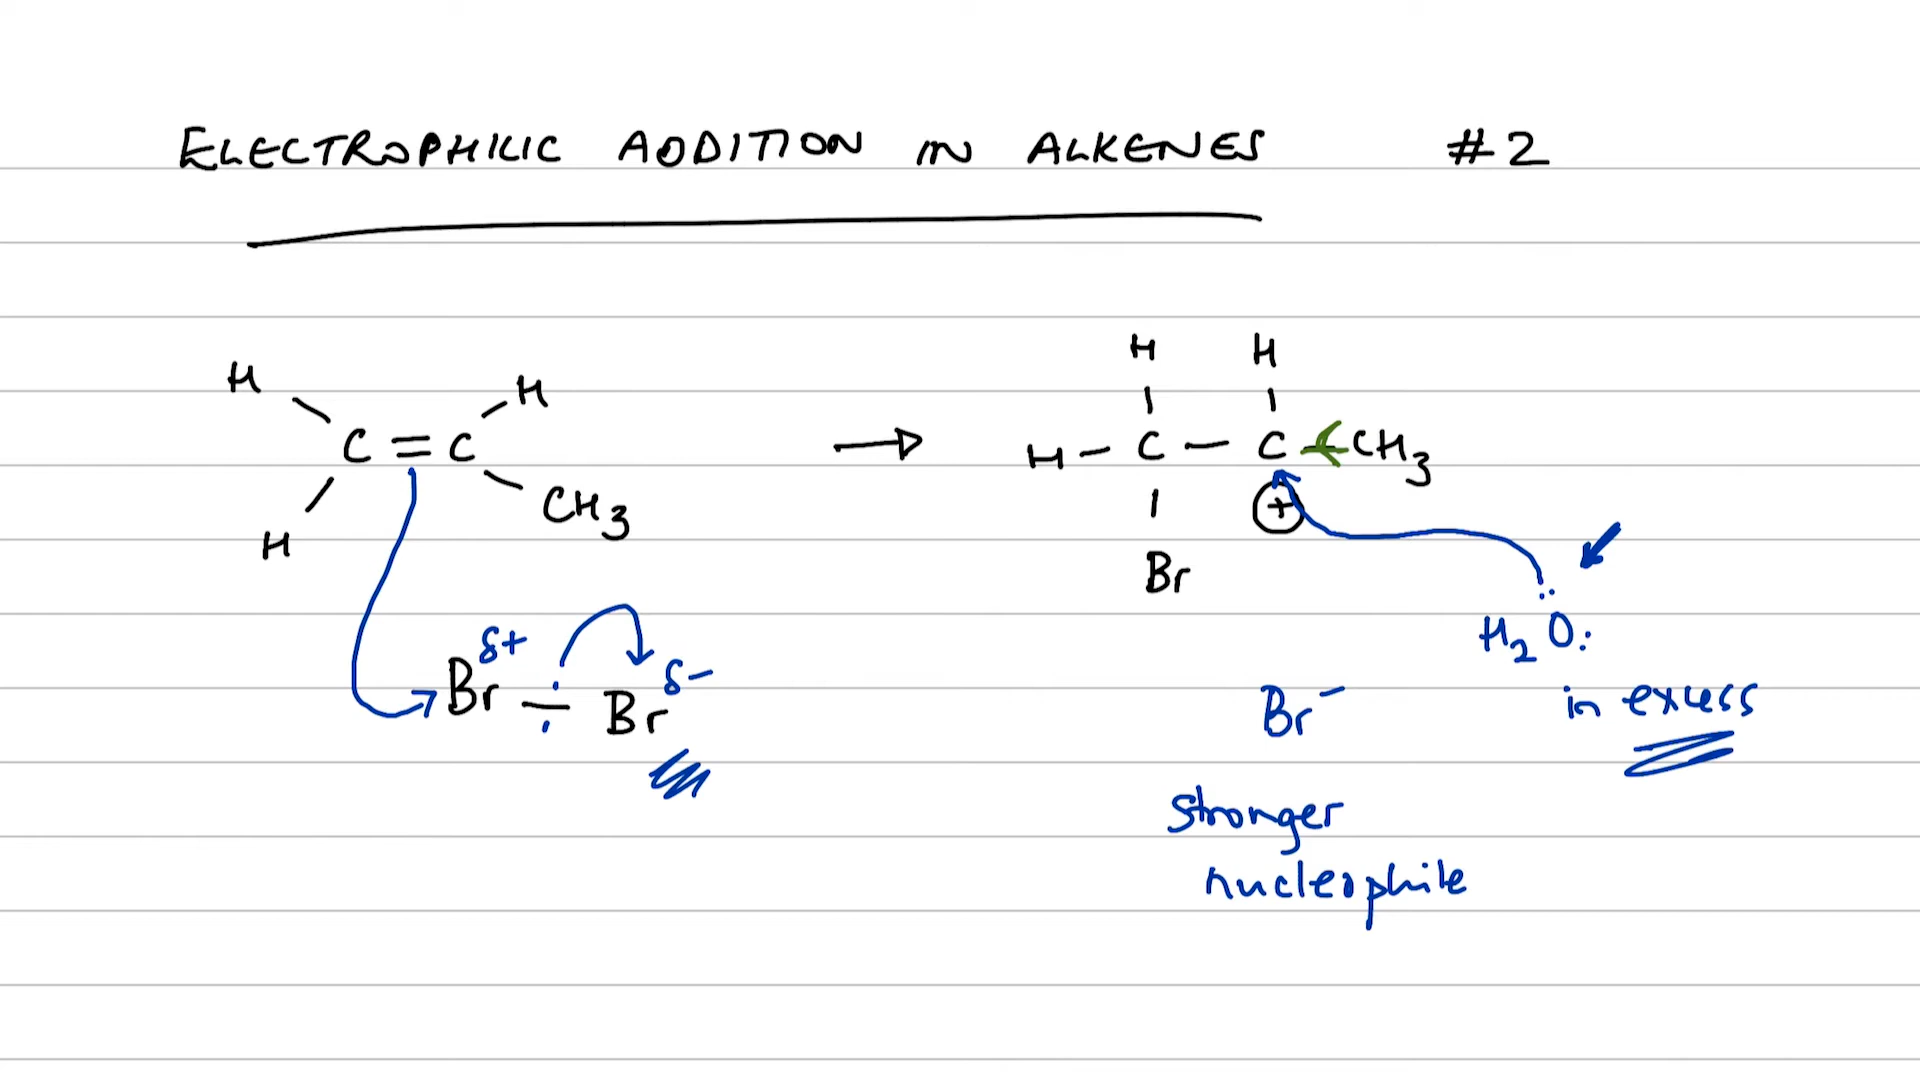 ELECTROPHILIC ADDITION IN ALKENES #2
H H
H H
C = C
H - C - C CH3
CH3
+
H
Br
δ+
H2O:
Br — Br δ-
Br-
in excess
stronger
nucleophile